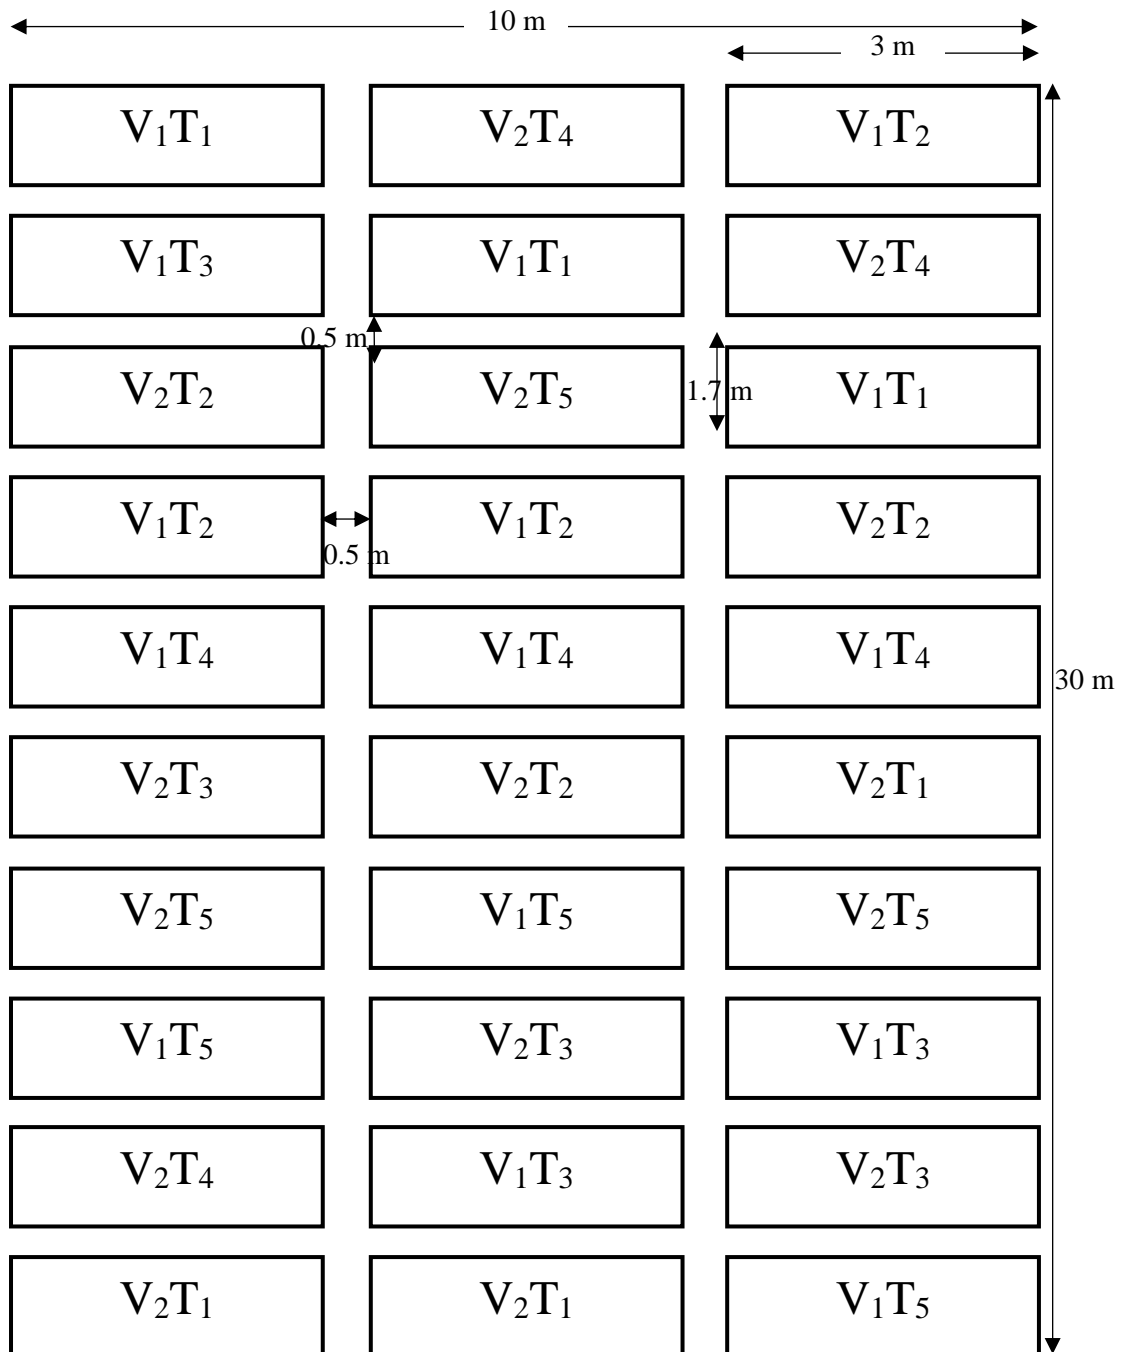 10 m
3 m
V₁T₁ V₂T₄ V₁T₂
V₁T₃ V₁T₁ V₂T₄
0.5 m
V₂T₂ V₂T₅ 1.7 m V₁T₁
V₁T₂ V₁T₂ V₂T₂
0.5 m
V₁T₄ V₁T₄ V₁T₄
30 m
V₂T₃ V₂T₂ V₂T₁
V₂T₅ V₁T₅ V₂T₅
V₁T₅ V₂T₃ V₁T₃
V₂T₄ V₁T₃ V₂T₃
V₂T₁ V₂T₁ V₁T₅